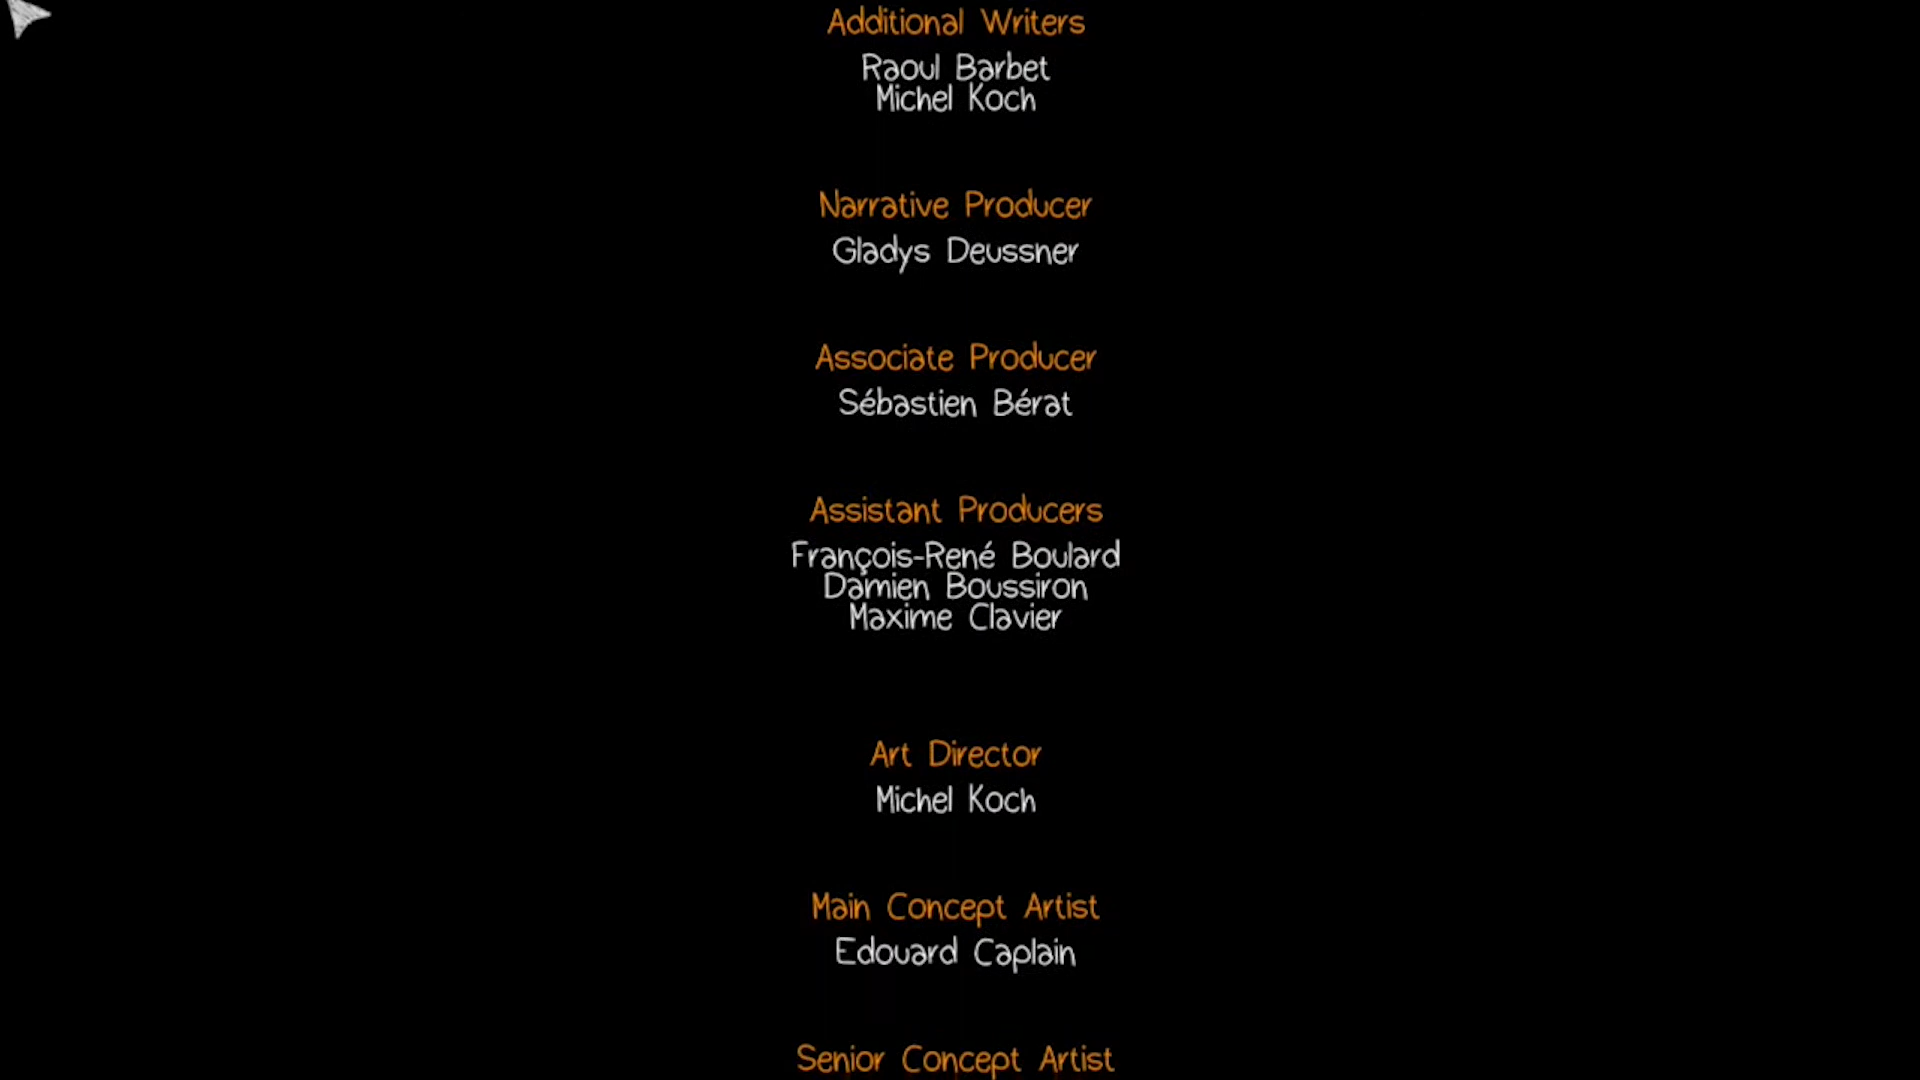 Additional Writers
Raoul Barbet
Michel Koch
Narrative Producer
Gladys Deussner
Associate Producer
Sébastien Bérat
Assistant Producers
François-René Boulard
Damien Boussiron
Maxime Clavier
Art Director
Michel Koch
Main Concept Artist
Edouard Caplain
Senior Concept Artist